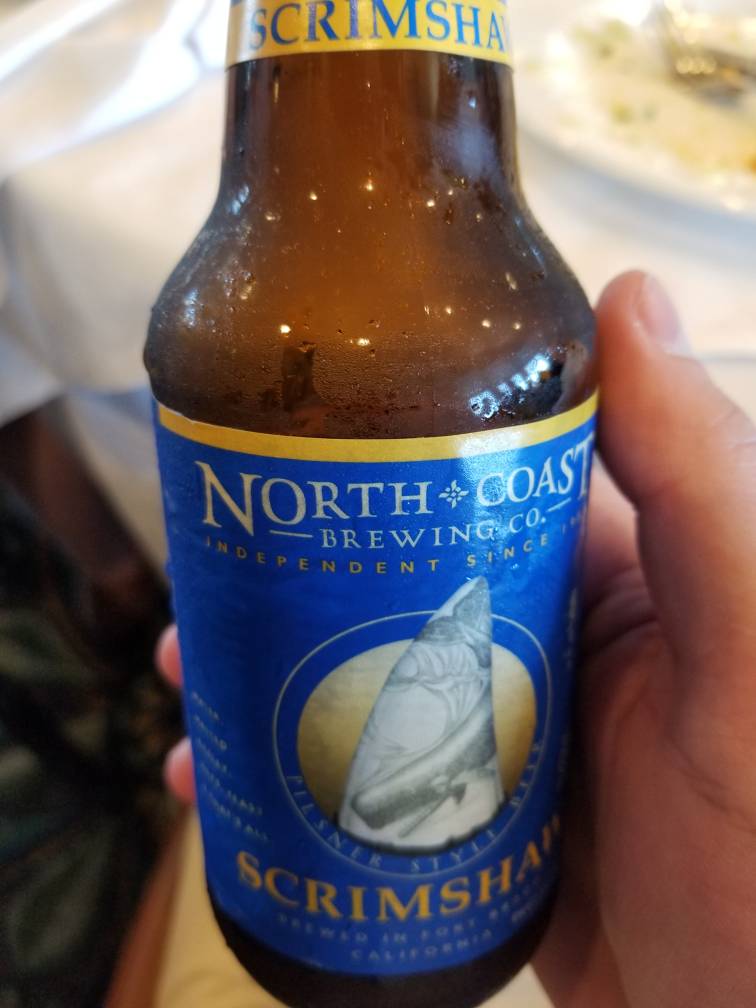 SCRIMSHA
NORTH COAST
BREWING CO.
INDEPENDENT SINCE
PILSNER STYLE BEER
SCRIMSHAW
BREWED IN FORT
CALIFORNIA